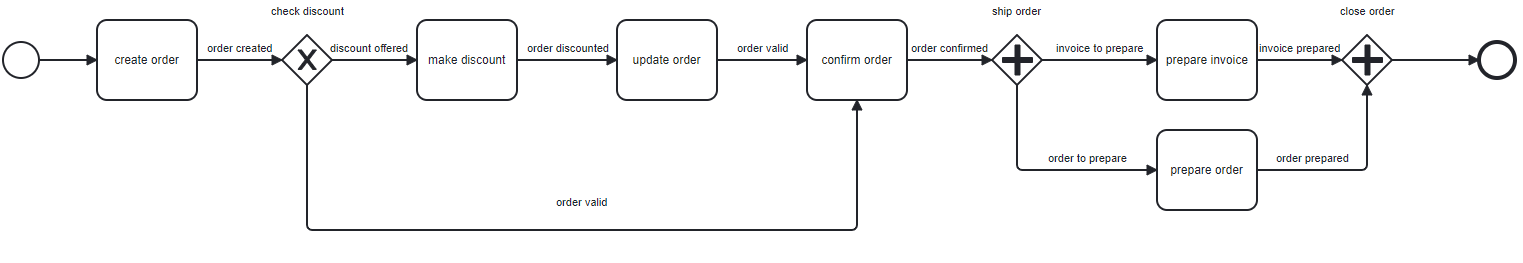 check discount
ship order
close order
create order
order created
discount offered
make discount
order discounted
update order
order valid
confirm order
order confirmed
invoice to prepare
prepare invoice
invoice prepared
order to prepare
prepare order
order prepared
order valid